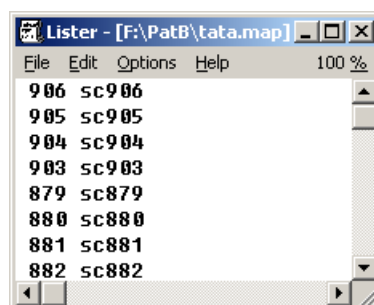 Lister - [F:\PatB\tata.map]
File Edit Options Help 100 %
906 sc906
905 sc905
904 sc904
903 sc903
879 sc879
880 sc880
881 sc881
882 sc882